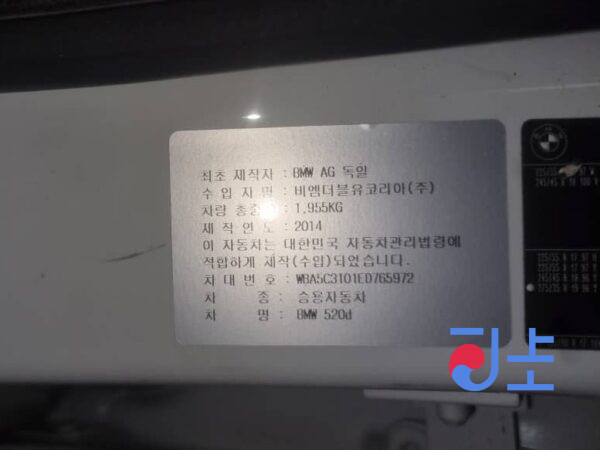 최초 제작자 : BMW AG 독일
수 입 자 명 : 비엠더블유코리아(주)
차량 총중량 : 1,955KG
제 작 연 도 : 2014
이 자동차는 대한민국 자동차관리법령에
적합하게 제작(수입)되었습니다.
차 대 번 호 : WBA5C3101ED765972
차 종 : 승용자동차
차 명 : BMW 520d